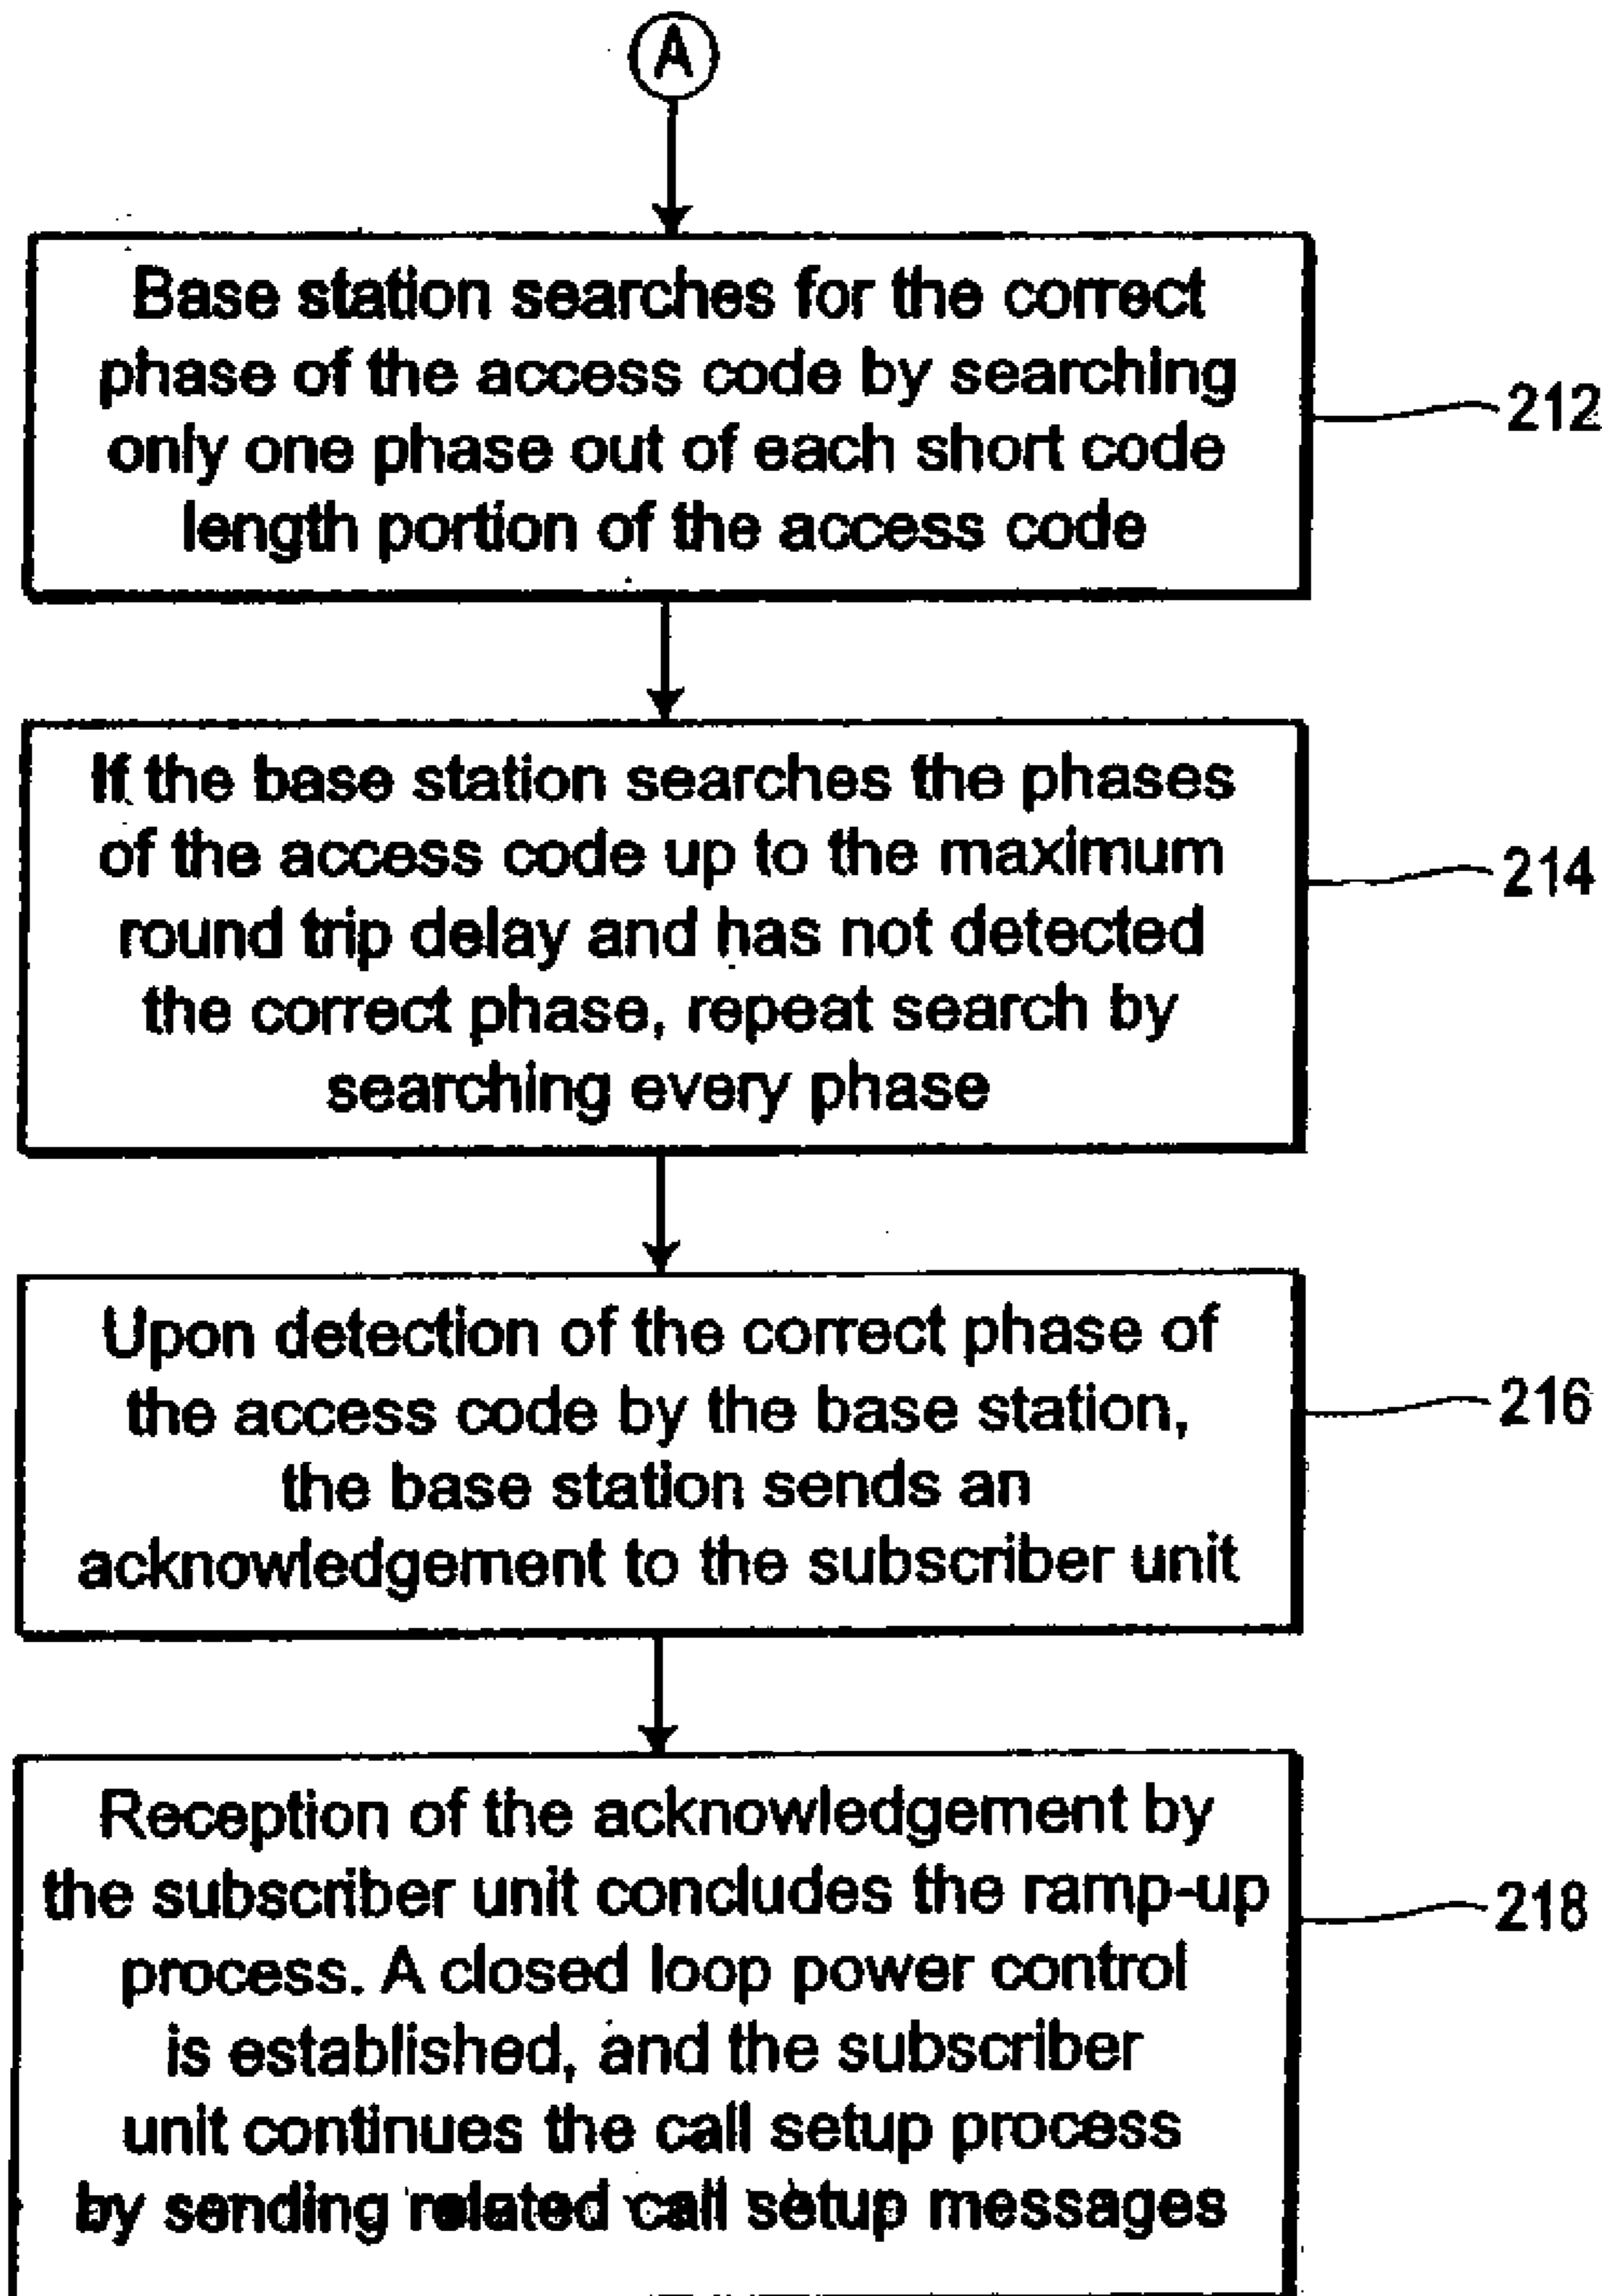 A
Base station searches for the correct
phase of the access code by searching
only one phase out of each short code
length portion of the access code
212
If the base station searches the phases
of the access code up to the maximum
round trip delay and has not detected
the correct phase, repeat search by
searching every phase
214
Upon detection of the correct phase of
the access code by the base station,
the base station sends an
acknowledgement to the subscriber unit
216
Reception of the acknowledgement by
the subscriber unit concludes the ramp-up
process. A closed loop power control
is established, and the subscriber
unit continues the call setup process
by sending related call setup messages
218